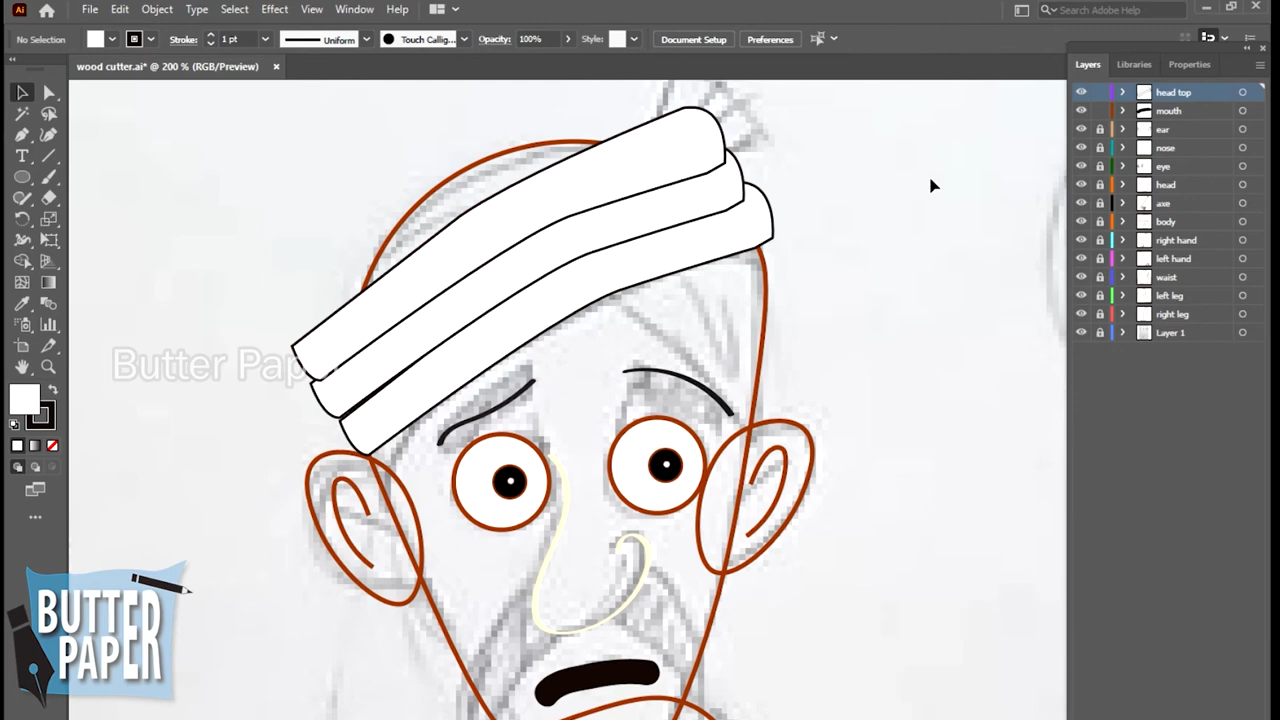 Ai File Edit Object Type Select Effect View Window Help Search Adobe Help
No Selection Stroke: 1 pt Uniform Touch Callig... Opacity: 100% Style: Document Setup Preferences
wood cutter.ai* @ 200 % (RGB/Preview)
Layers Libraries Properties
head top
mouth
ear
nose
eye
head
axe
body
right hand
left hand
waist
left leg
right leg
Layer 1
Butter Pape
BUTTER
PAPER